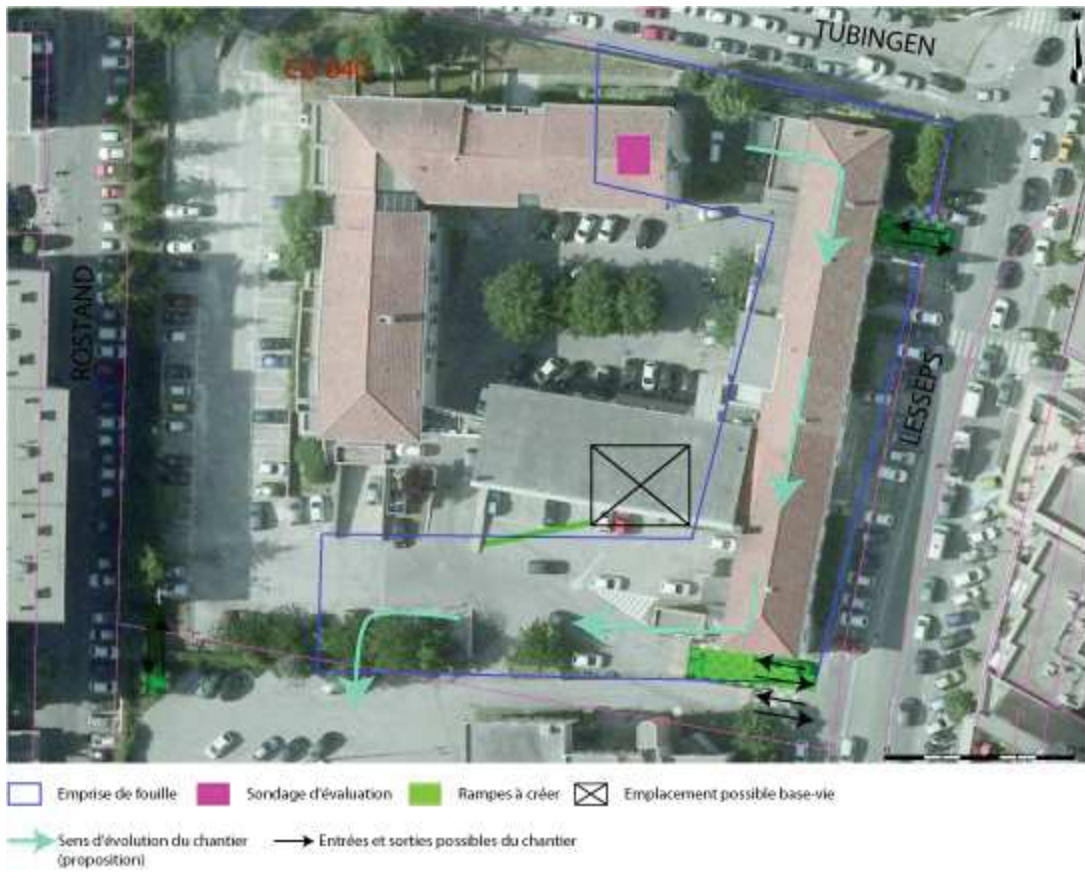 TUBINGEN
ROSTAND
LESSEPS
Emprise de fouille
Sondage d'évaluation
Rampes à créer
Emplacement possible base-vie
Sens d'évolution du chantier
(proposition)
Entrées et sorties possibles du chantier